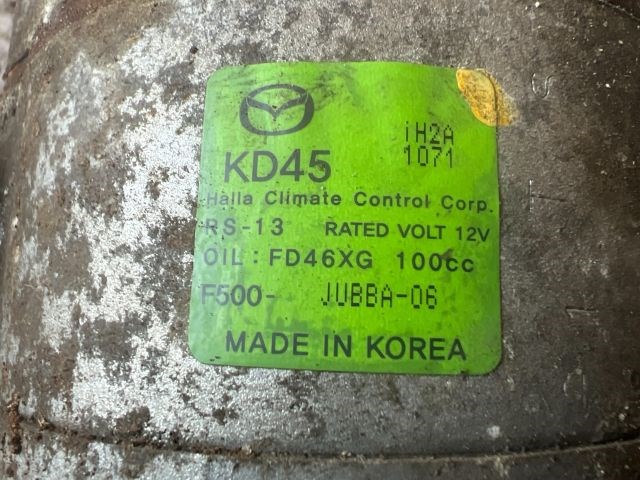 iH2A
KD45 1071
Halla Climate Control Corp.
RS-13 RATED VOLT 12V
OIL: FD46XG 100cc
F500- JUBBA-06
MADE IN KOREA